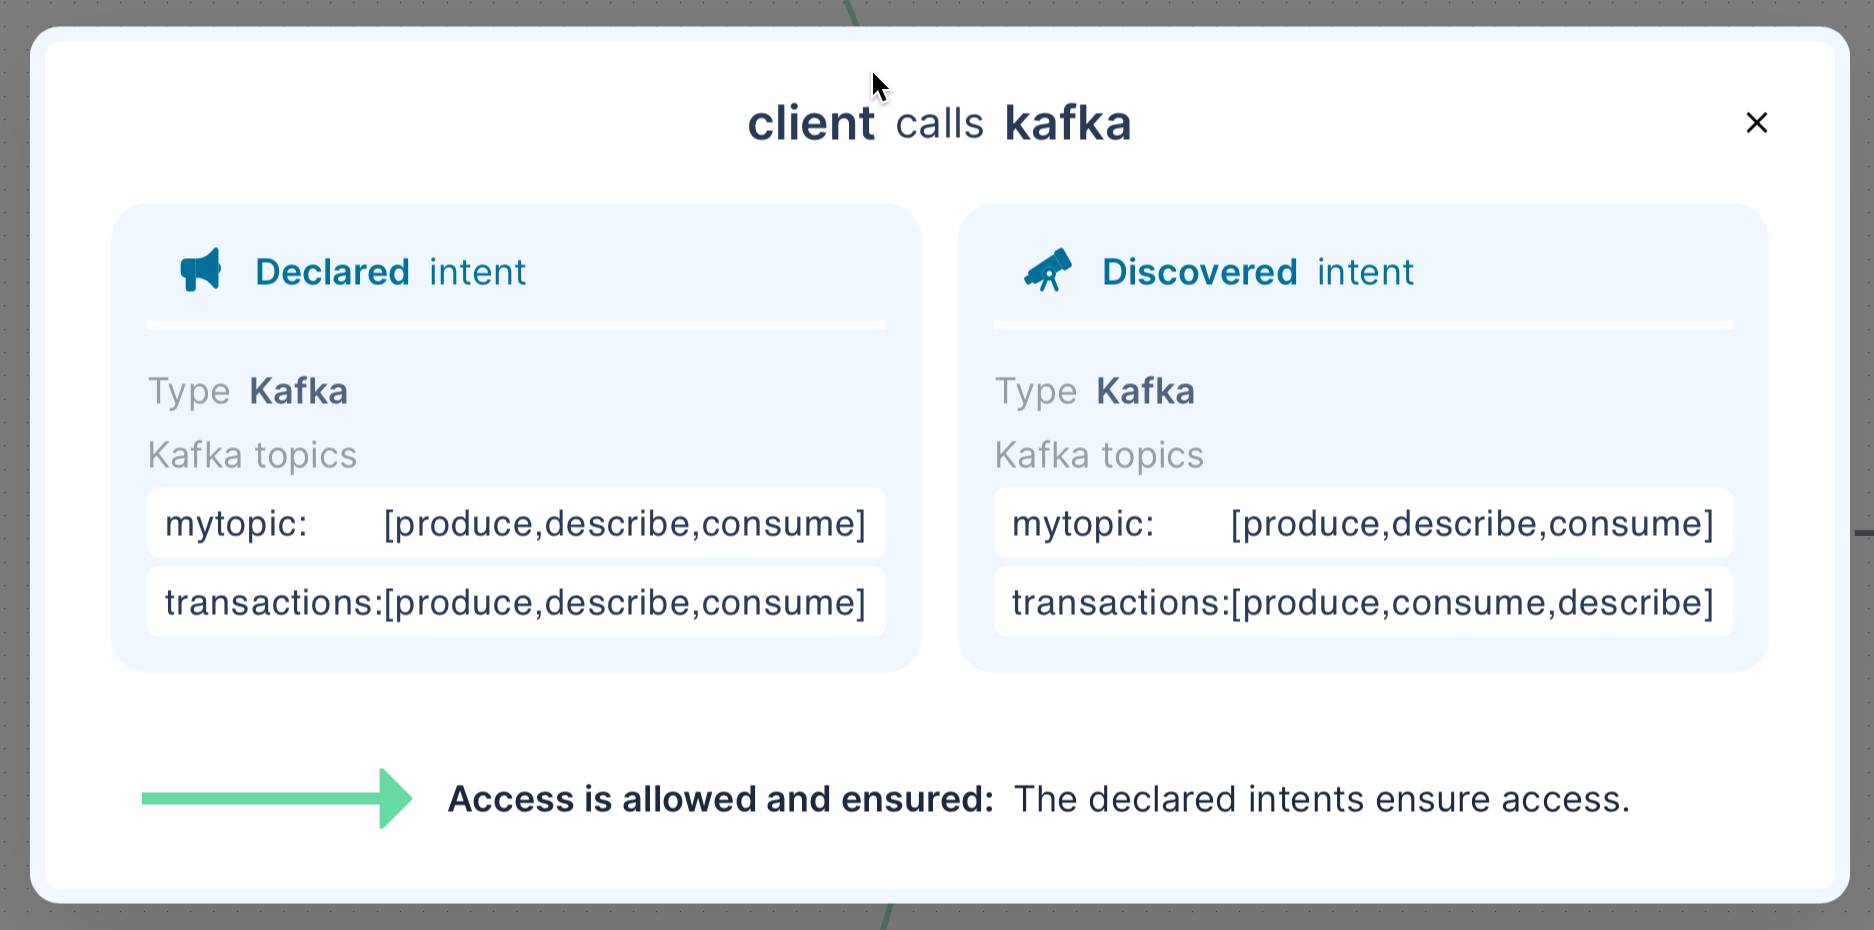 client calls kafka
Declared intent
Type Kafka
Kafka topics
mytopic: [produce,describe,consume]
transactions:[produce,describe,consume]
Discovered intent
Type Kafka
Kafka topics
mytopic: [produce,describe,consume]
transactions:[produce,consume,describe]
Access is allowed and ensured: The declared intents ensure access.